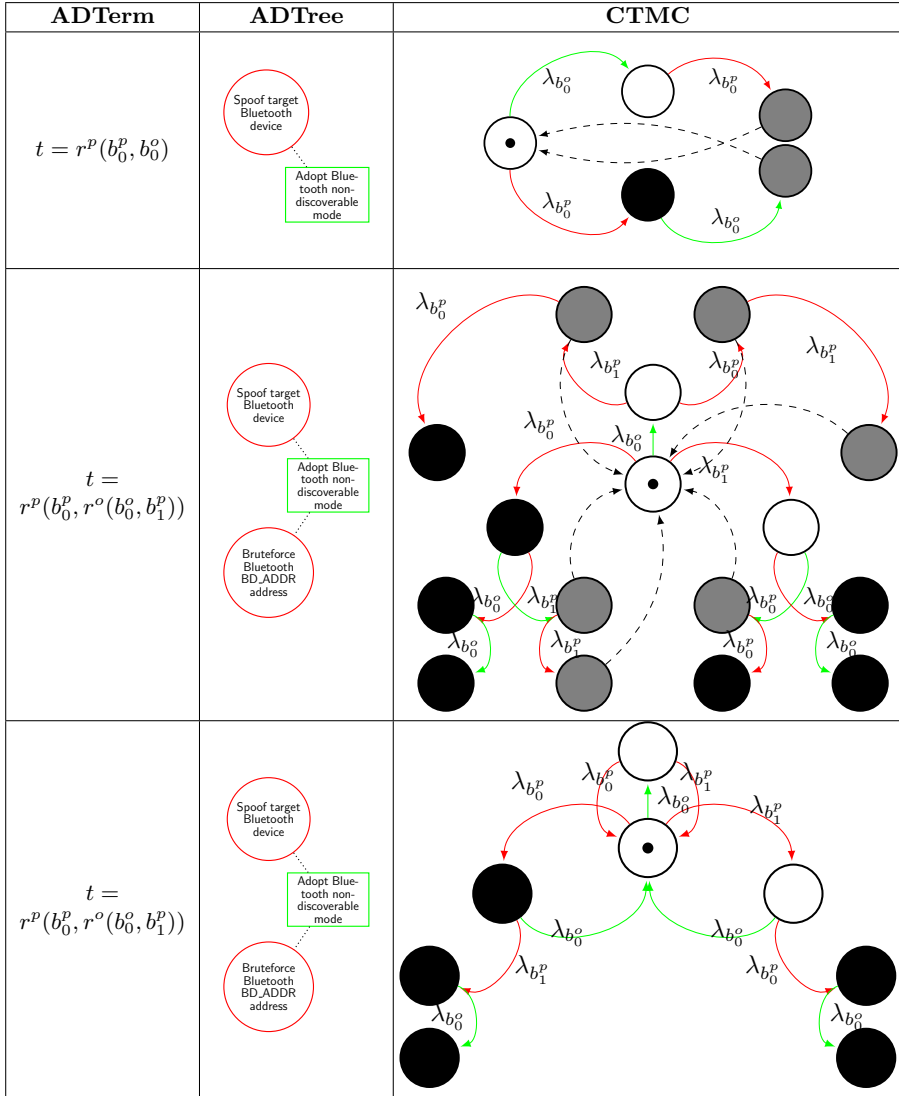 ADTerm
ADTree
CTMC
t = r^p(b_0^p, b_0^o)
Spoof target
Bluetooth
device
Adopt Blue-
tooth non-
discoverable
mode
λ_{b_0^o}
λ_{b_0^p}
λ_{b_0^p}
λ_{b_0^o}
t =
r^p(b_0^p, r^o(b_0^o, b_1^p))
Spoof target
Bluetooth
device
Adopt Blue-
tooth non-
discoverable
mode
Bruteforce
Bluetooth
BD_ADDR
address
λ_{b_0^p}
λ_{b_1^p}
λ_{b_1^p}
λ_{b_0^p}
λ_{b_0^p}
λ_{b_0^o}
λ_{b_1^p}
λ_{b_0^o}
λ_{b_1^p}
λ_{b_0^p}
λ_{b_0^o}
λ_{b_0^o}
λ_{b_1^p}
λ_{b_0^p}
λ_{b_0^o}
t =
r^p(b_0^p, r^o(b_0^o, b_1^p))
Spoof target
Bluetooth
device
Adopt Blue-
tooth non-
discoverable
mode
Bruteforce
Bluetooth
BD_ADDR
address
λ_{b_0^p}
λ_{b_0^p}
λ_{b_1^p}
λ_{b_0^o}
λ_{b_1^p}
λ_{b_0^o}
λ_{b_0^o}
λ_{b_1^p}
λ_{b_0^p}
λ_{b_0^o}
λ_{b_0^o}